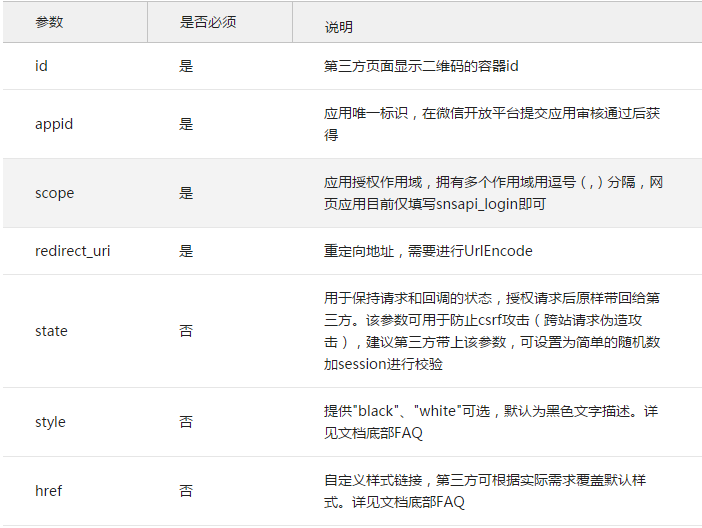 参数 是否必须 说明
id 是 第三方页面显示二维码的容器id
appid 是 应用唯一标识，在微信开放平台提交应用审核通过后获
得
scope 是 应用授权作用域，拥有多个作用域用逗号（,）分隔，网
页应用目前仅填写snsapi_login即可
redirect_uri 是 重定向地址，需要进行UrlEncode
state 否 用于保持请求和回调的状态，授权请求后原样带回给第
三方。该参数可用于防止csrf攻击（跨站请求伪造攻
击），建议第三方带上该参数，可设置为简单的随机数
加session进行校验
style 否 提供"black"、"white"可选，默认为黑色文字描述。详
见文档底部FAQ
href 否 自定义样式链接，第三方可根据实际需求覆盖默认样
式。详见文档底部FAQ